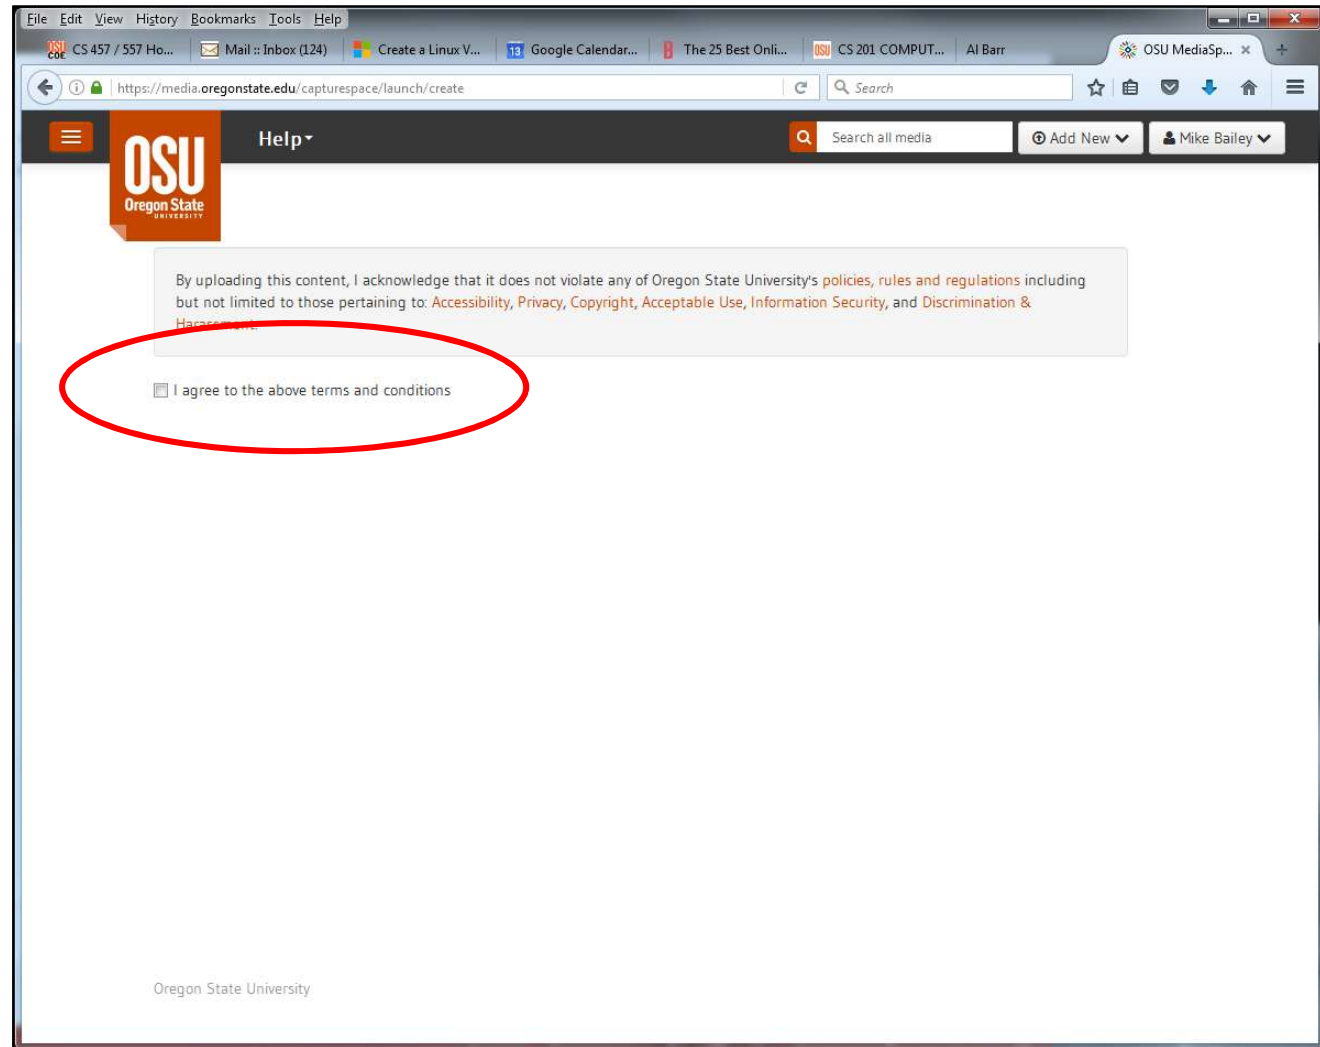 File Edit View History Bookmarks Tools Help
OSU COE CS 457 / 557 Ho... Mail :: Inbox (124) Create a Linux V... 13 Google Calendar... The 25 Best Onli... OSU CS 201 COMPUT... Al Barr OSU MediaSp...
https://media.oregonstate.edu/capturespace/launch/create Search
Help Search all media Add New Mike Bailey
OSU
Oregon State
UNIVERSITY
By uploading this content, I acknowledge that it does not violate any of Oregon State University's policies, rules and regulations including
but not limited to those pertaining to: Accessibility, Privacy, Copyright, Acceptable Use, Information Security, and Discrimination &
Harassment.
I agree to the above terms and conditions
Oregon State University